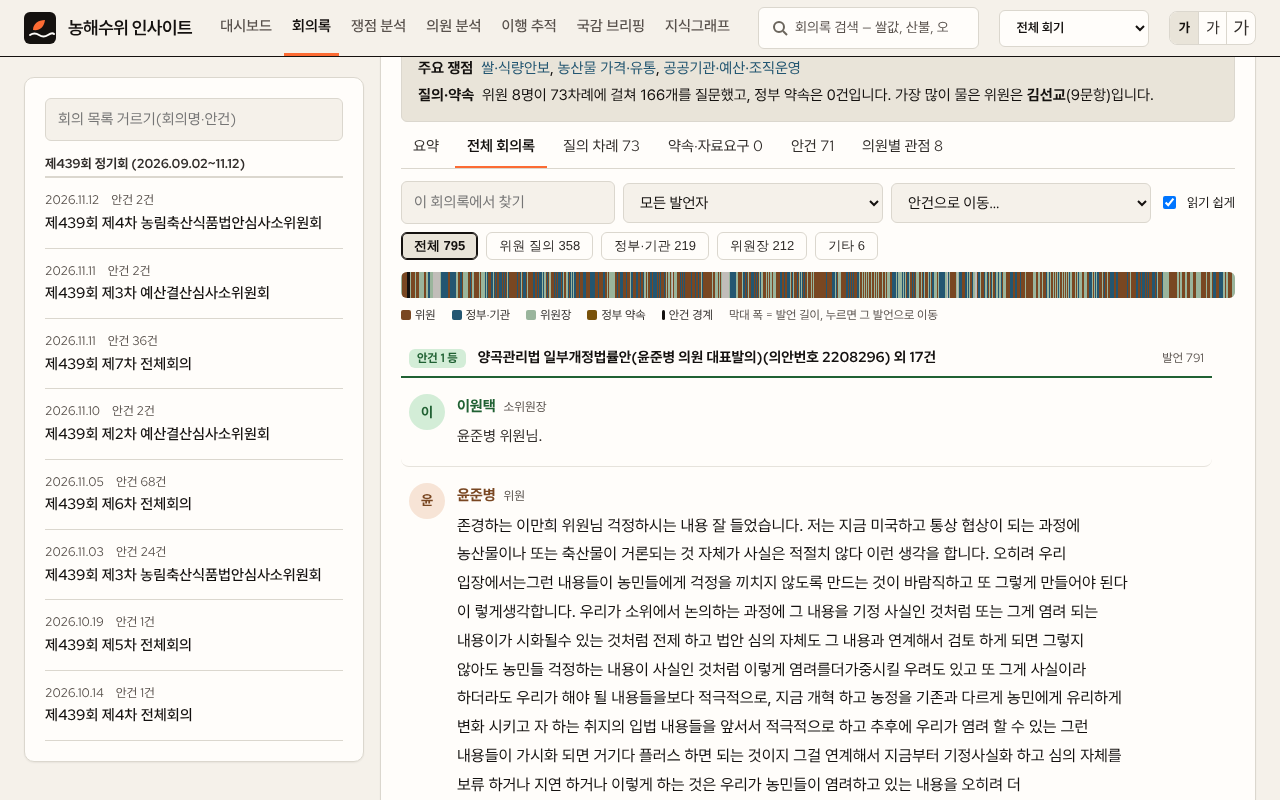 농해수위 인사이트
대시보드 회의록 쟁점 분석 의원 분석 이행 추적 국감 브리핑 지식그래프
회의록 검색 – 쌀값, 산불, 오
전체 회기
가 가 가
회의 목록 거르기(회의명·안건)
제439회 정기회 (2026.09.02~11.12)
2026.11.12 안건 2건
제439회 제4차 농림축산식품법안심사소위원회
2026.11.11 안건 2건
제439회 제3차 예산결산심사소위원회
2026.11.11 안건 36건
제439회 제7차 전체회의
2026.11.10 안건 2건
제439회 제2차 예산결산심사소위원회
2026.11.05 안건 68건
제439회 제6차 전체회의
2026.11.03 안건 24건
제439회 제3차 농림축산식품법안심사소위원회
2026.10.19 안건 1건
제439회 제5차 전체회의
2026.10.14 안건 1건
제439회 제4차 전체회의
주요 쟁점 쌀·식량안보, 농산물 가격·유통, 공공기관·예산·조직운영
질의·약속 위원 8명이 73차례에 걸쳐 166개를 질문했고, 정부 약속은 0건입니다. 가장 많이 물은 위원은 김선교(9문항)입니다.
요약 전체 회의록 질의 차례 73 약속·자료요구 0 안건 71 의원별 관점 8
이 회의록에서 찾기
모든 발언자
안건으로 이동...
읽기 쉽게
전체 795 위원 질의 358 정부·기관 219 위원장 212 기타 6
위원 정부·기관 위원장 정부 약속 안건 경계 막대 폭 = 발언 길이, 누르면 그 발언으로 이동
안건 1 등 양곡관리법 일부개정법률안(윤준병 의원 대표발의)(의안번호 2208296) 외 17건 발언 791
이 이원택 소위원장
윤준병 위원님.
윤 윤준병 위원
존경하는 이만희 위원님 걱정하시는 내용 잘 들었습니다. 저는 지금 미국하고 통상 협상이 되는 과정에
농산물이나 또는 축산물이 거론되는 것 자체가 사실은 적절치 않다 이런 생각을 합니다. 오히려 우리
입장에서는그런 내용들이 농민들에게 걱정을 끼치지 않도록 만드는 것이 바람직하고 또 그렇게 만들어야 된다
이 렇게생각합니다. 우리가 소위에서 논의하는 과정에 그 내용을 기정 사실인 것처럼 또는 그게 염려 되는
내용이가 시화될수 있는 것처럼 전제 하고 법안 심의 자체도 그 내용과 연계해서 검토 하게 되면 그렇지
않아도 농민들 걱정하는 내용이 사실인 것처럼 이렇게 염려를더가중시킬 우려도 있고 또 그게 사실이라
하더라도 우리가 해야 될 내용들을보다 적극적으로, 지금 개혁 하고 농정을 기존과 다르게 농민에게 유리하게
변화 시키고 자 하는 취지의 입법 내용들을 앞서서 적극적으로 하고 추후에 우리가 염려 할 수 있는 그런
내용들이 가시화 되면 거기다 플러스 하면 되는 것이지 그걸 연계해서 지금부터 기정사실화 하고 심의 자체를
보류 하거나 지연 하거나 이렇게 하는 것은 우리가 농민들이 염려하고 있는 내용을 오히려 더